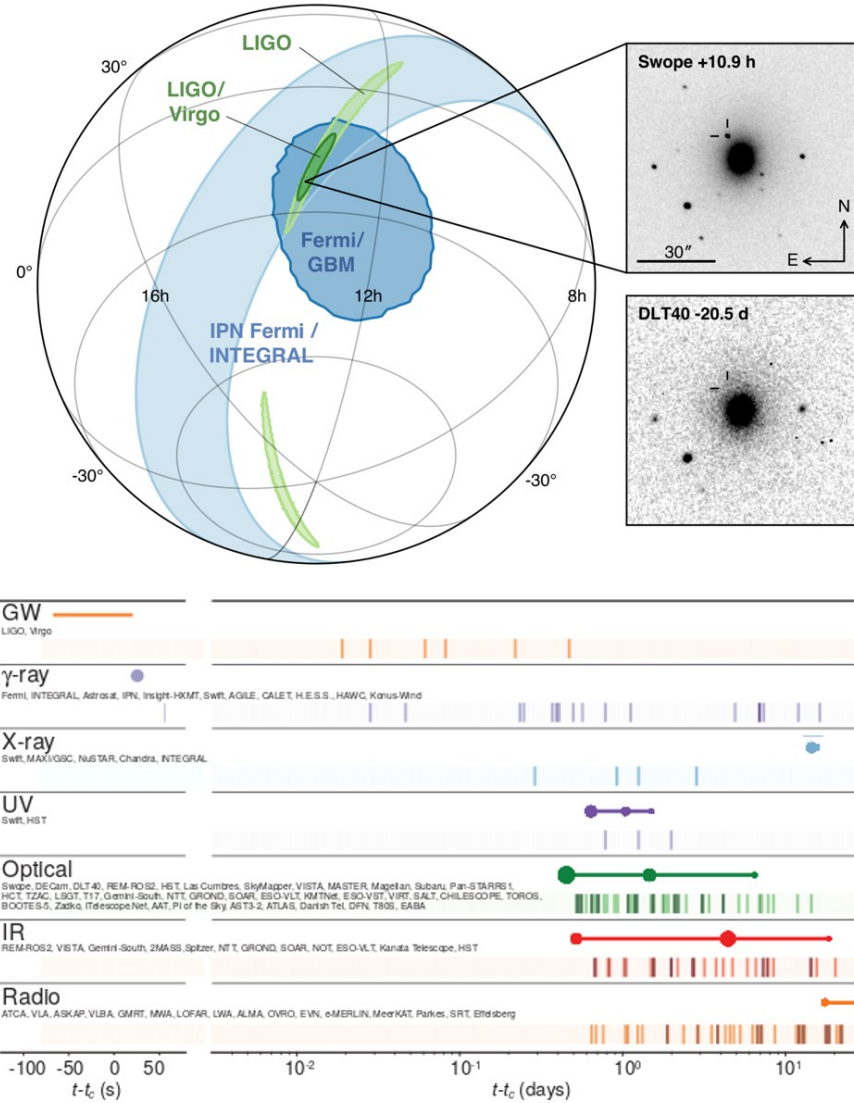 LIGO
30°
LIGO/
Virgo
Fermi/
GBM
0°
16h
12h
8h
IPN Fermi /
INTEGRAL
-30°
-30°
Swope +10.9 h
N
30″
E
DLT40 -20.5 d
GW
LIGO, Virgo
γ-ray
Fermi, INTEGRAL, Astrosat, IPN, Insight-HXMT, Swift, AGILE, CALET, H.E.S.S., HAWC, Konus-Wind
X-ray
Swift, MAXI/GSC, NuSTAR, Chandra, INTEGRAL
UV
Swift, HST
Optical
Swope, DECam, DLT40, REM-ROS2, HST, Las Cumbres, SkyMapper, VISTA, MASTER, Magellan, Subaru, Pan-STARRS1,
HCT, TZAC, LSGT, T17, Gemini-South, NTT, GROND, SOAR, ESO-VLT, KMTNet, ESO-VST, VIRT, SALT, CHILESCOPE, TOROS,
BOOTES-5, Zadko, iTelescope.Net, AAT, PI of the Sky, AST3-2, ATLAS, Danish Tel, DFN, T80S, EABA
IR
REM-ROS2, VISTA, Gemini-South, 2MASS,Spitzer, NTT, GROND, SOAR, NOT, ESO-VLT, Kanata Telescope, HST
Radio
ATCA, VLA, ASKAP, VLBA, GMRT, MWA, LOFAR, LWA, ALMA, OVRO, EVN, e-MERLIN, MeerKAT, Parkes, SRT, Effelsberg
-100 -50 0 50 10⁻² 10⁻¹ 10⁰ 10¹
t-tc (s) t-tc (days)